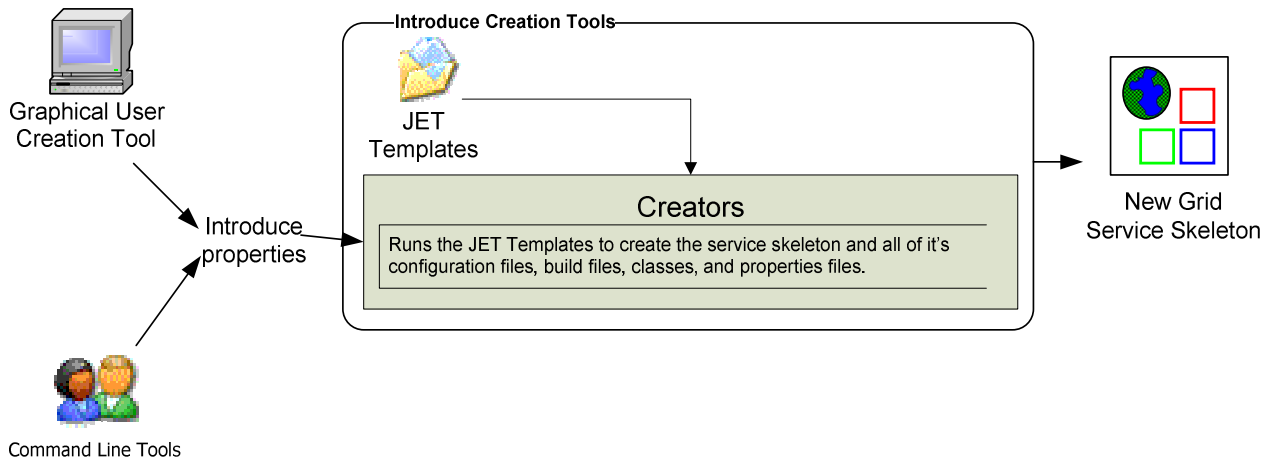 Introduce Creation Tools
Graphical User
Creation Tool
JET
Templates
Introduce
properties
Creators
Runs the JET Templates to create the service skeleton and all of it's
configuration files, build files, classes, and properties files.
New Grid
Service Skeleton
Command Line Tools